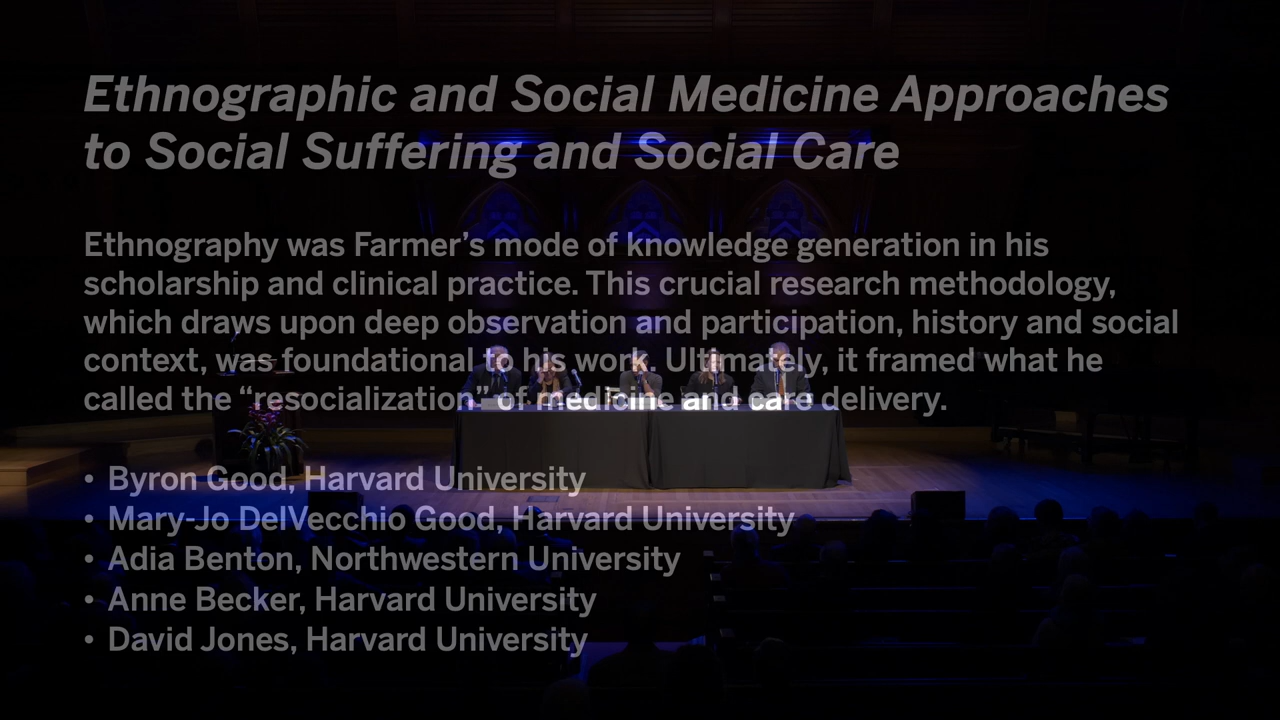 Ethnographic and Social Medicine Approaches
to Social Suffering and Social Care
Ethnography was Farmer’s mode of knowledge generation in his
scholarship and clinical practice. This crucial research methodology,
which draws upon deep observation and participation, history and social
context, was foundational to his work. Ultimately, it framed what he
called the “resocialization” of medicine and care delivery.
• Byron Good, Harvard University
• Mary-Jo DelVecchio Good, Harvard University
• Adia Benton, Northwestern University
• Anne Becker, Harvard University
• David Jones, Harvard University